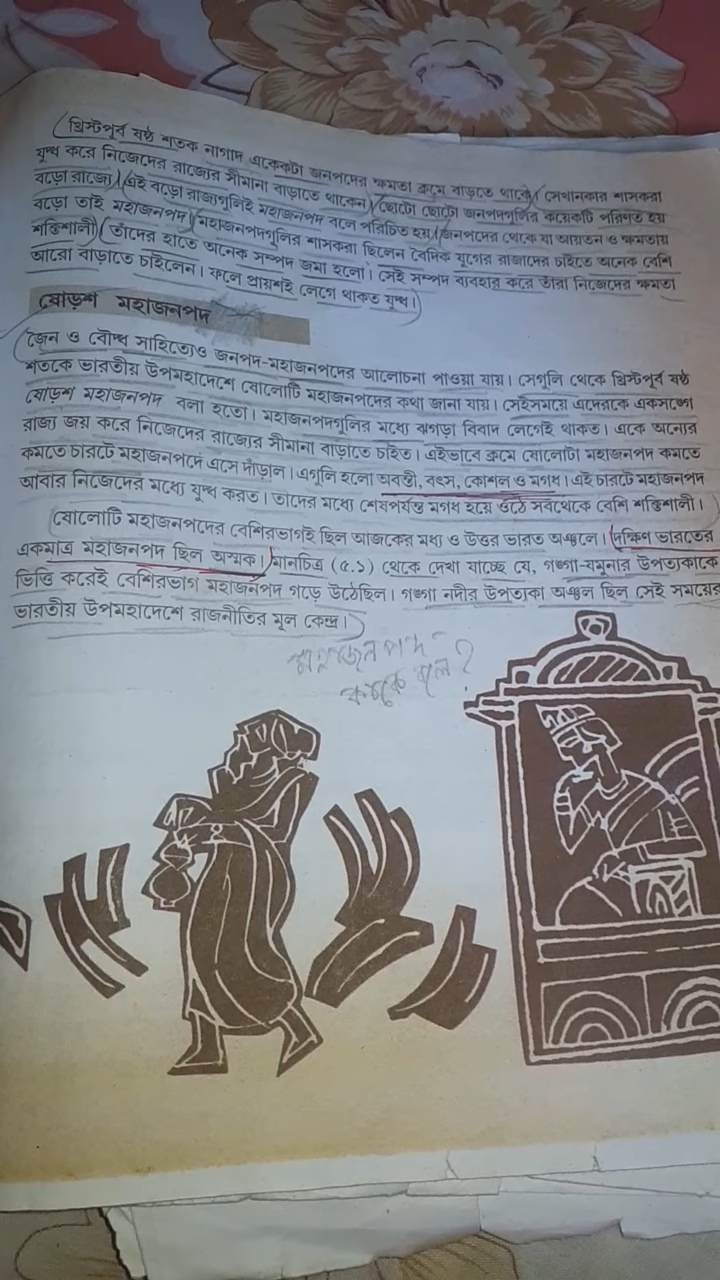 খ্রিস্টপূর্ব ষষ্ঠ শতক নাগাদ একেকটা জনপদের ক্ষমতা ক্রমে বাড়তে থাকে। সেখানকার শাসকরা
যুদ্ধ করে নিজেদের রাজ্যের সীমানা বাড়াতে থাকেন। ছোটো ছোটো জনপদগুলির কয়েকটি পরিণত হয়
বড়ো রাজ্যে। এই বড়ো রাজ্যগুলিই মহাজনপদ বলে পরিচিত হয়। জনপদের থেকে যা আয়তন ও ক্ষমতায়
বড়ো তাই মহাজনপদ। মহাজনপদগুলির শাসকরা ছিলেন বৈদিক যুগের রাজাদের চাইতে অনেক বেশি
শক্তিশালী। তাঁদের হাতে অনেক সম্পদ জমা হলো। সেই সম্পদ ব্যবহার করে তাঁরা নিজেদের ক্ষমতা
আরো বাড়াতে চাইলেন। ফলে প্রায়শই লেগে থাকত যুদ্ধ।
ষোড়শ মহাজনপদ
জৈন ও বৌদ্ধ সাহিত্যেও জনপদ-মহাজনপদের আলোচনা পাওয়া যায়। সেগুলি থেকে খ্রিস্টপূর্ব ষষ্ঠ
শতকে ভারতীয় উপমহাদেশে ষোলোটি মহাজনপদের কথা জানা যায়। সেইসময়ে এদেরকে একসঙ্গে
ষোড়শ মহাজনপদ বলা হতো। মহাজনপদগুলির মধ্যে ঝগড়া বিবাদ লেগেই থাকত। একে অন্যের
রাজ্য জয় করে নিজেদের রাজ্যের সীমানা বাড়াতে চাইত। এইভাবে ক্রমে ষোলোটা মহাজনপদ কমতে
কমতে চারটে মহাজনপদে এসে দাঁড়াল। এগুলি হলো অবন্তী, বৎস, কোশল ও মগধ। এই চারটে মহাজনপদ
আবার নিজেদের মধ্যে যুদ্ধ করত। তাদের মধ্যে শেষপর্যন্ত মগধ হয়ে ওঠে সবথেকে বেশি শক্তিশালী।
ষোলোটি মহাজনপদের বেশিরভাগই ছিল আজকের মধ্য ও উত্তর ভারত অঞ্চলে। দক্ষিণ ভারতের
একমাত্র মহাজনপদ ছিল অস্মক। মানচিত্র (৫.১) থেকে দেখা যাচ্ছে যে, গঙ্গা-যমুনার উপত্যকাকে
ভিত্তি করেই বেশিরভাগ মহাজনপদ গড়ে উঠেছিল। গঙ্গা নদীর উপত্যকা অঞ্চল ছিল সেই সময়ের
ভারতীয় উপমহাদেশে রাজনীতির মূল কেন্দ্র।
মহাজনপদ
কাকে বলে?